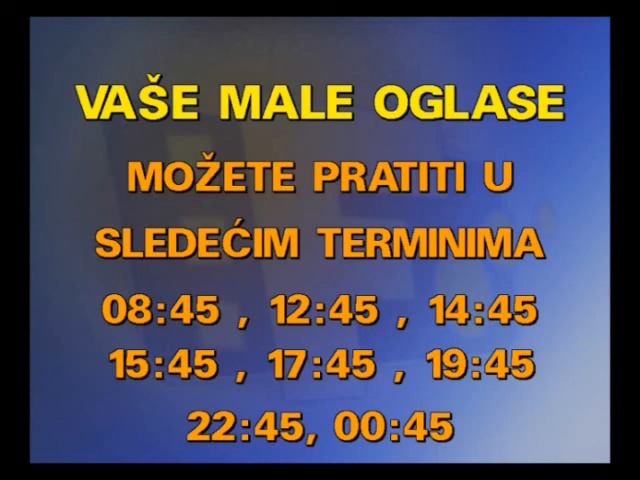 VAŠE MALE OGLASE
MOŽETE PRATITI U
SLEDEĆIM TERMINIMA
08:45 , 12:45 , 14:45
15:45 , 17:45 , 19:45
22:45, 00:45